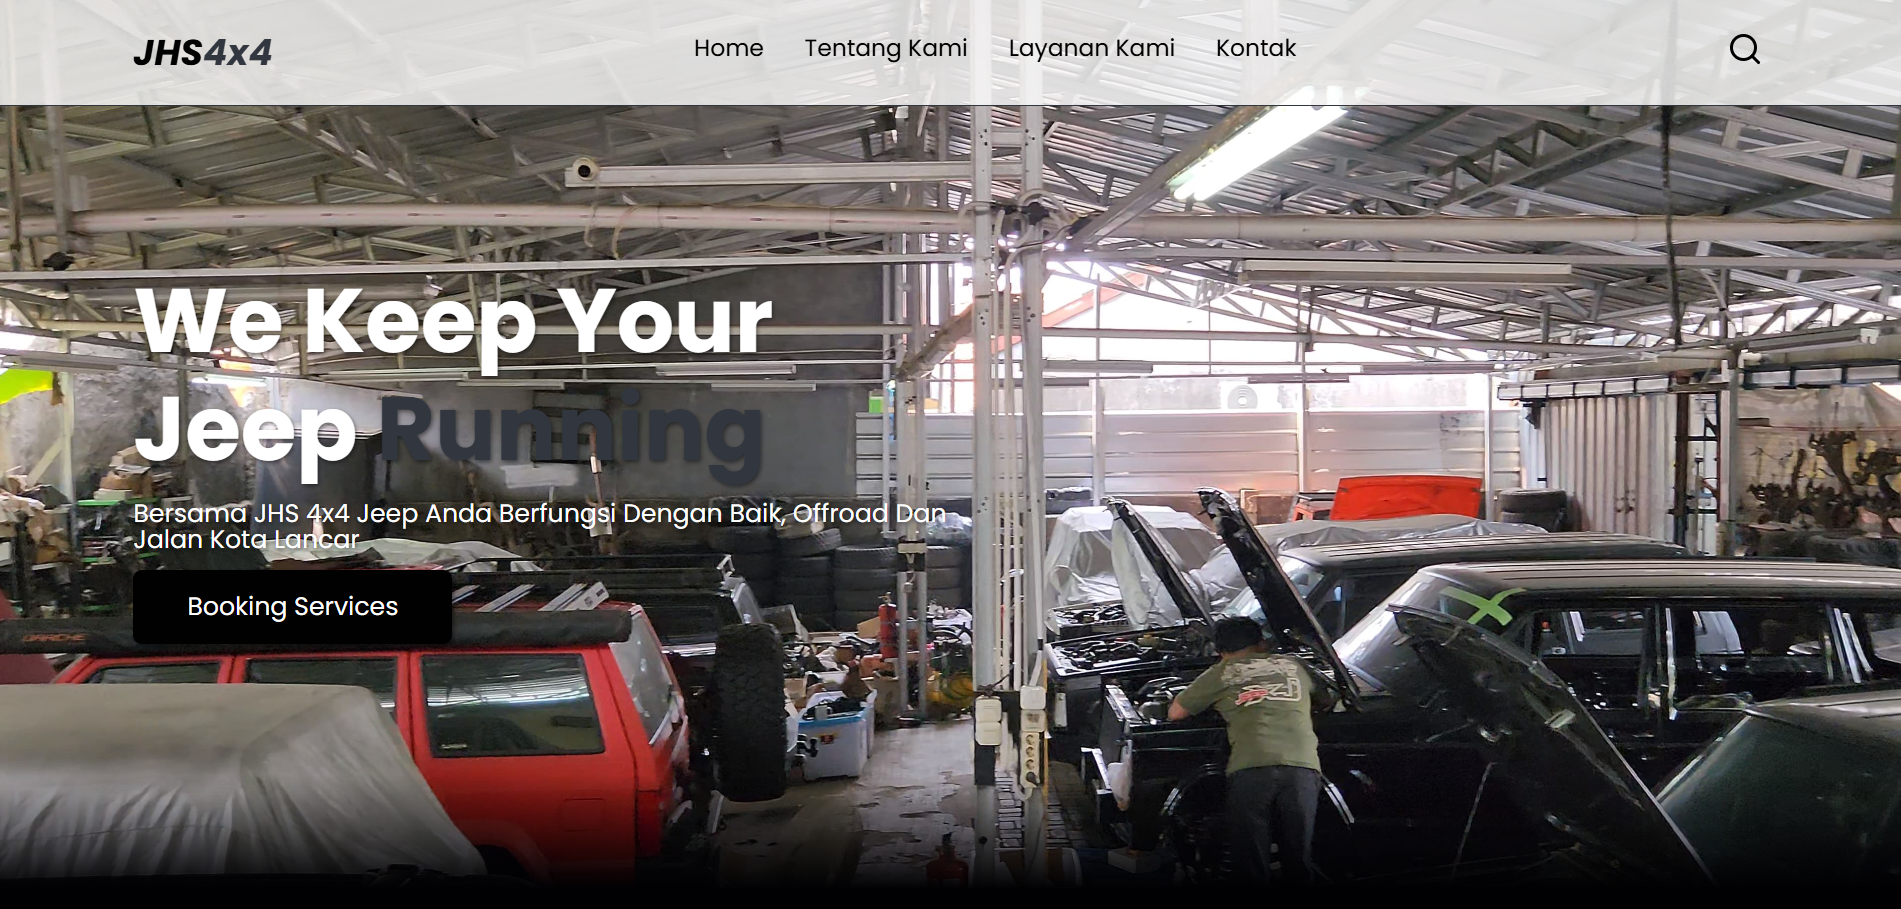 JHS4x4
Home Tentang Kami Layanan Kami Kontak
We Keep Your
Jeep Running
Bersama JHS 4x4 Jeep Anda Berfungsi Dengan Baik, Offroad Dan
Jalan Kota Lancar
Booking Services
DARCHE